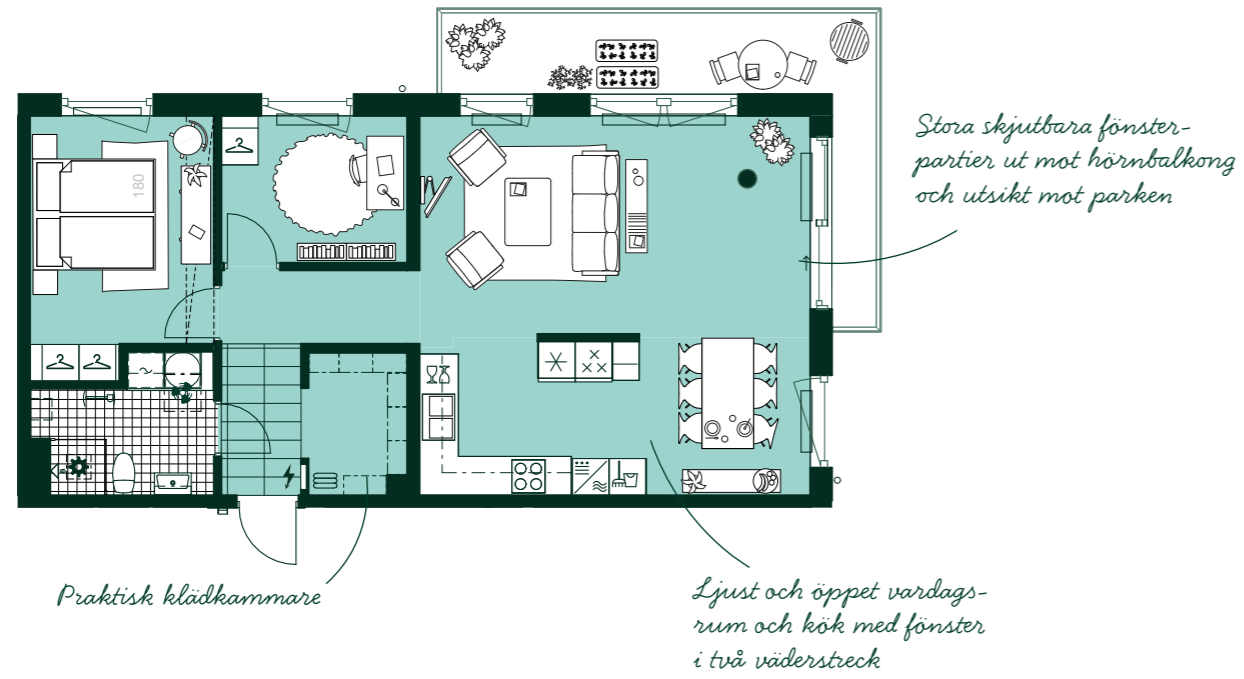 Stora skjutbara fönster-
partier ut mot hörnbalkong
och utsikt mot parken
180
Praktisk klädkammare
Ljust och öppet vardags-
rum och kök med fönster
i två väderstreck